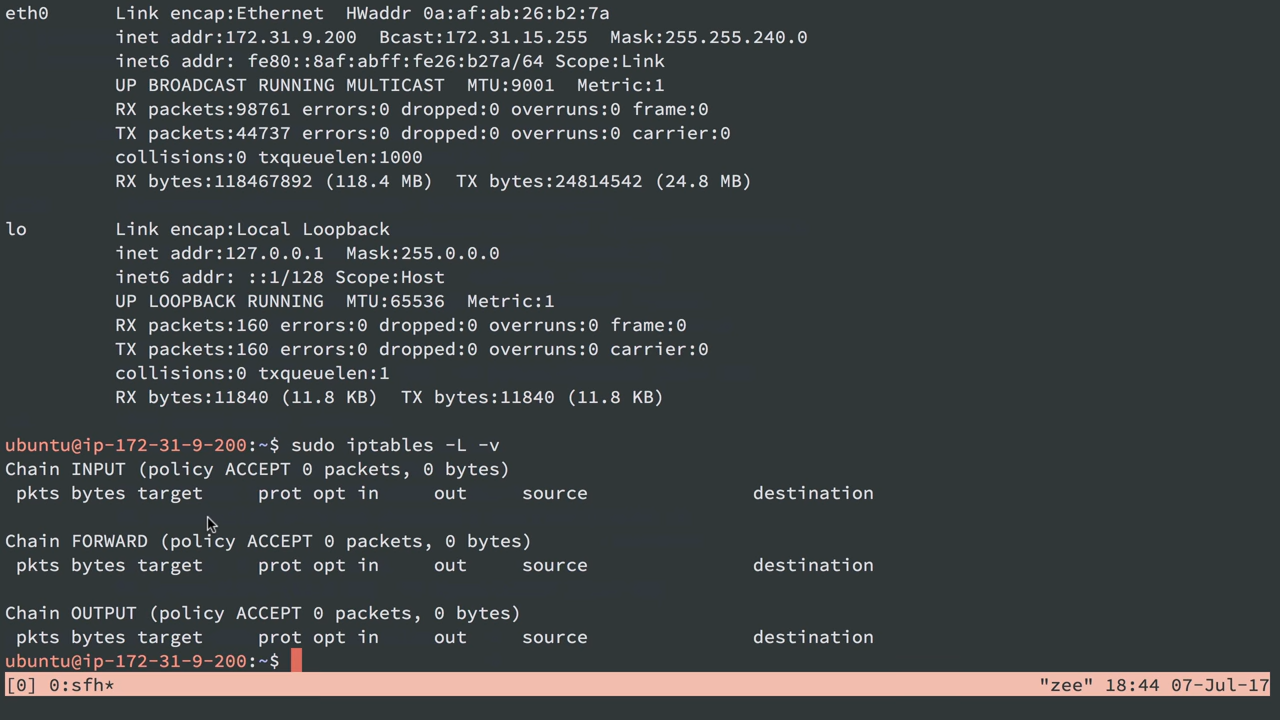 eth0      Link encap:Ethernet  HWaddr 0a:af:ab:26:b2:7a
          inet addr:172.31.9.200  Bcast:172.31.15.255  Mask:255.255.240.0
          inet6 addr: fe80::8af:abff:fe26:b27a/64 Scope:Link
          UP BROADCAST RUNNING MULTICAST  MTU:9001  Metric:1
          RX packets:98761 errors:0 dropped:0 overruns:0 frame:0
          TX packets:44737 errors:0 dropped:0 overruns:0 carrier:0
          collisions:0 txqueuelen:1000
          RX bytes:118467892 (118.4 MB)  TX bytes:24814542 (24.8 MB)

lo        Link encap:Local Loopback
          inet addr:127.0.0.1  Mask:255.0.0.0
          inet6 addr: ::1/128 Scope:Host
          UP LOOPBACK RUNNING  MTU:65536  Metric:1
          RX packets:160 errors:0 dropped:0 overruns:0 frame:0
          TX packets:160 errors:0 dropped:0 overruns:0 carrier:0
          collisions:0 txqueuelen:1
          RX bytes:11840 (11.8 KB)  TX bytes:11840 (11.8 KB)

ubuntu@ip-172-31-9-200:~$ sudo iptables -L -v
Chain INPUT (policy ACCEPT 0 packets, 0 bytes)
 pkts bytes target     prot opt in     out     source               destination

Chain FORWARD (policy ACCEPT 0 packets, 0 bytes)
 pkts bytes target     prot opt in     out     source               destination

Chain OUTPUT (policy ACCEPT 0 packets, 0 bytes)
 pkts bytes target     prot opt in     out     source               destination
ubuntu@ip-172-31-9-200:~$
[0] 0:sfh* "zee" 18:44 07-Jul-17